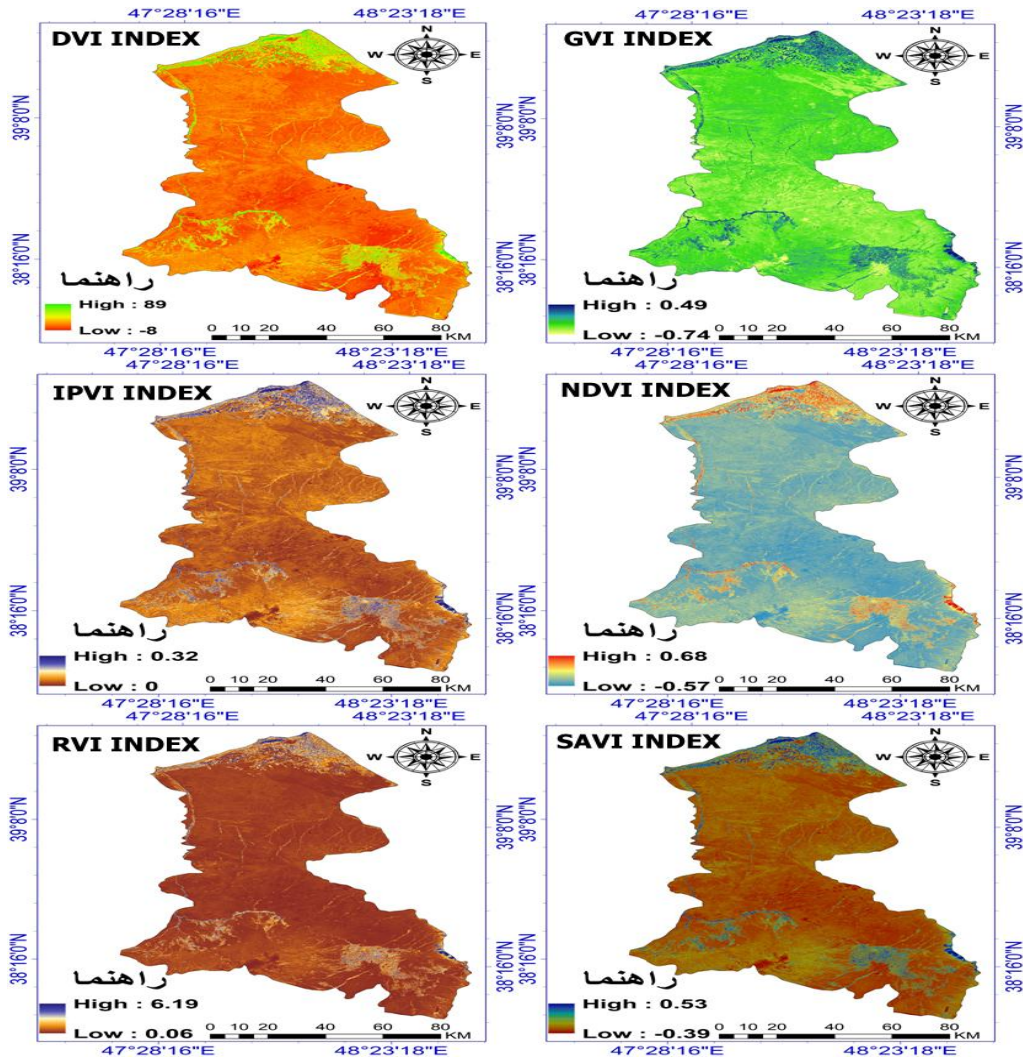 47°28'16"E 48°23'18"E 47°28'16"E 48°23'18"E
DVI INDEX
N
W E
S
39°8'0"N
38°16'0"N
راهنما
High : 89
Low : -8
0 10 20 40 60 80
KM
47°28'16"E 48°23'18"E
GVI INDEX
N
W E
S
39°8'0"N
38°16'0"N
راهنما
High : 0.49
Low : -0.74
0 10 20 40 60 80
KM
47°28'16"E 48°23'18"E
47°28'16"E 48°23'18"E 47°28'16"E 48°23'18"E
IPVI INDEX
N
W E
S
39°8'0"N
38°16'0"N
راهنما
High : 0.32
Low : 0
0 10 20 40 60 80
KM
47°28'16"E 48°23'18"E
NDVI INDEX
N
W E
S
39°8'0"N
38°16'0"N
راهنما
High : 0.68
Low : -0.57
0 10 20 40 60 80
KM
47°28'16"E 48°23'18"E
RVI INDEX
N
W E
S
39°8'0"N
38°16'0"N
راهنما
High : 6.19
Low : 0.06
0 10 20 40 60 80
KM
47°28'16"E 48°23'18"E
SAVI INDEX
N
W E
S
39°8'0"N
38°16'0"N
راهنما
High : 0.53
Low : -0.39
0 10 20 40 60 80
KM
47°28'16"E 48°23'18"E